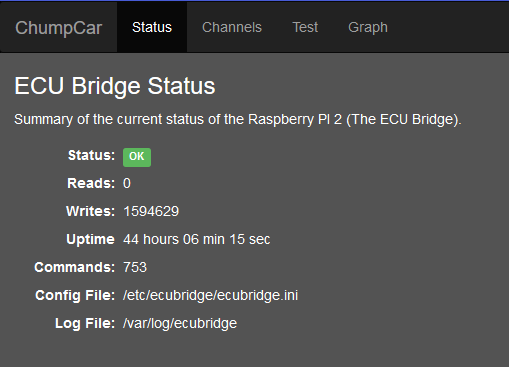 ChumpCar Status Channels Test Graph
ECU Bridge Status
Summary of the current status of the Raspberry PI 2 (The ECU Bridge).
Status: OK
Reads: 0
Writes: 1594629
Uptime 44 hours 06 min 15 sec
Commands: 753
Config File: /etc/ecubridge/ecubridge.ini
Log File: /var/log/ecubridge